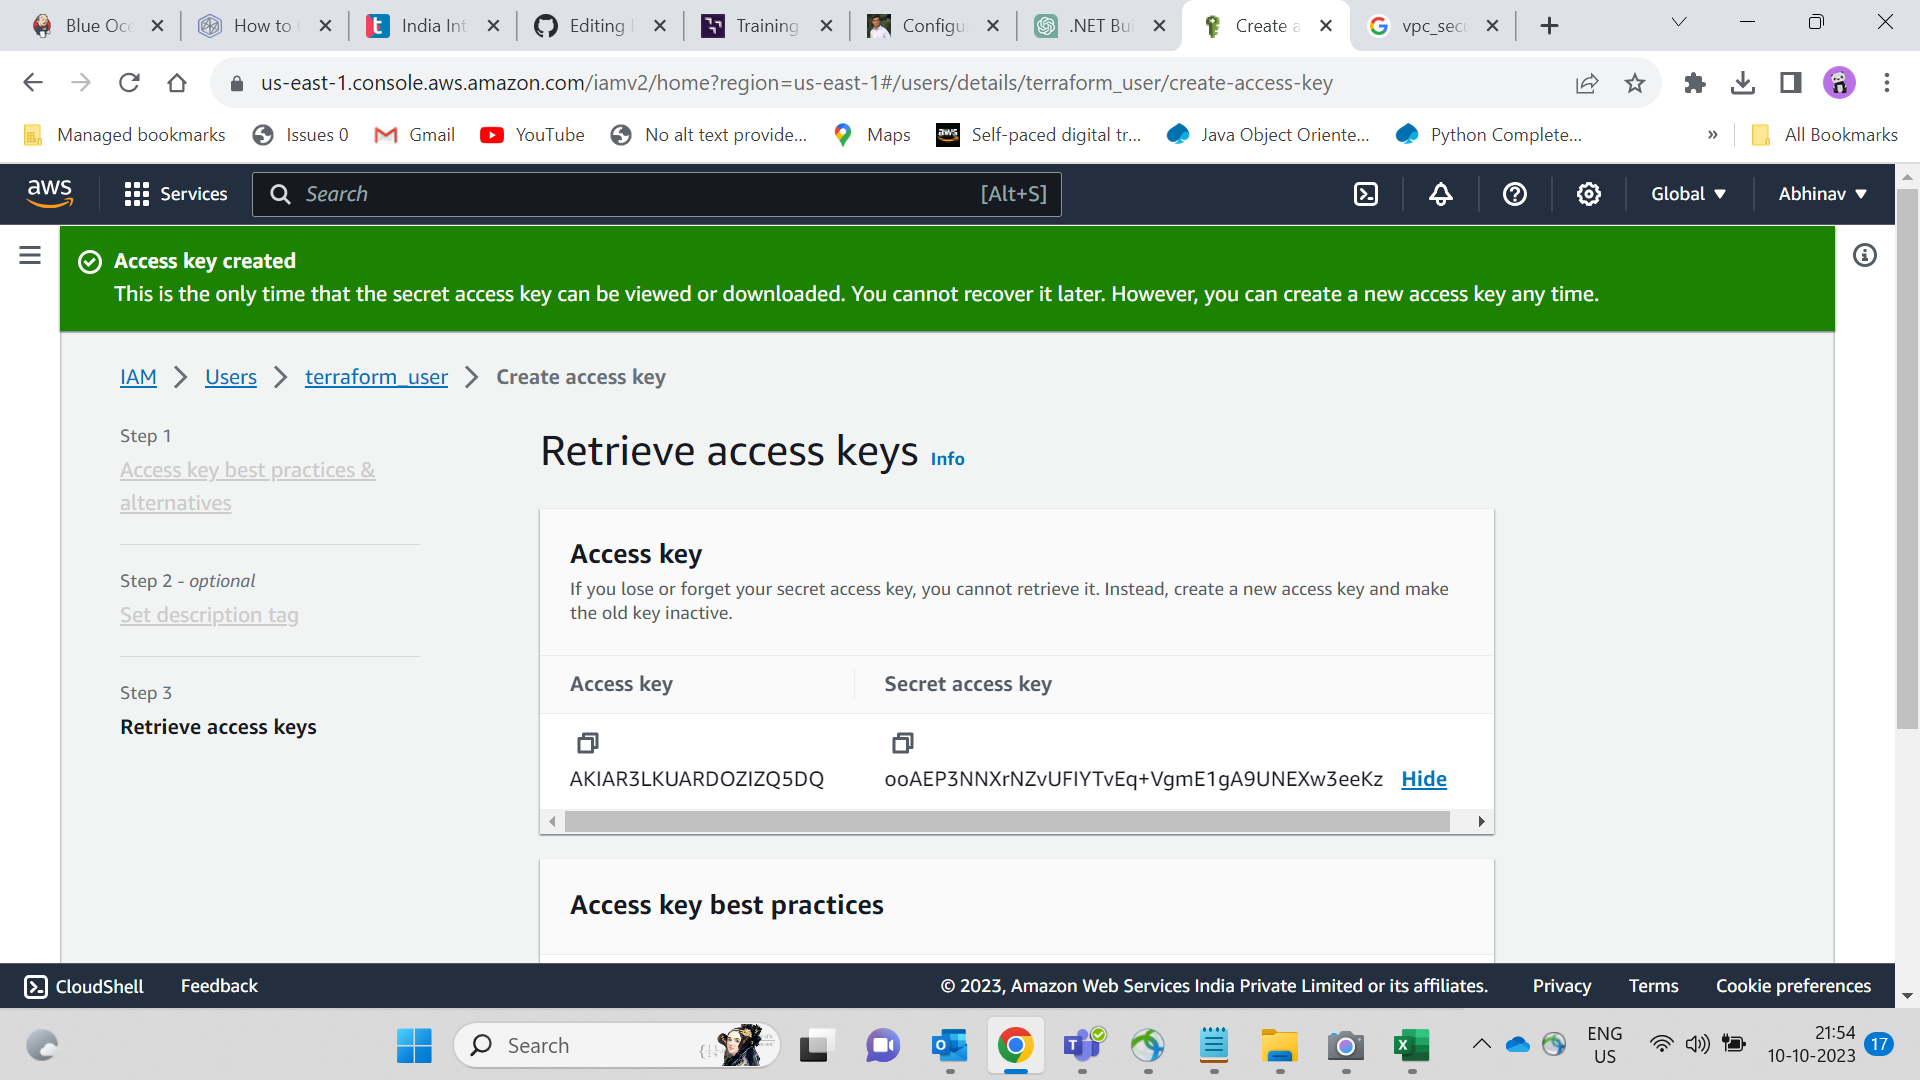 Blue Oce
How to
India Int
Editing
Training
Configu
.NET Bui
Create a
vpc_secu
us-east-1.console.aws.amazon.com/iamv2/home?region=us-east-1#/users/details/terraform_user/create-access-key
Managed bookmarks
Issues 0
Gmail
YouTube
No alt text provide...
Maps
Self-paced digital tr...
Java Object Oriente...
Python Complete...
»
All Bookmarks
aws
Services
Search
[Alt+S]
Global
Abhinav
Access key created
This is the only time that the secret access key can be viewed or downloaded. You cannot recover it later. However, you can create a new access key any time.
IAM
Users
terraform_user
Create access key
Step 1
Access key best practices &
alternatives
Step 2 - optional
Set description tag
Step 3
Retrieve access keys
Retrieve access keys Info
Access key
If you lose or forget your secret access key, you cannot retrieve it. Instead, create a new access key and make
the old key inactive.
Access key
Secret access key
AKIAR3LKUARDOZIZQ5DQ
ooAEP3NNXrNZvUFIYTvEq+VgmE1gA9UNEXw3eeKz
Hide
Access key best practices
CloudShell
Feedback
© 2023, Amazon Web Services India Private Limited or its affiliates.
Privacy
Terms
Cookie preferences
Search
ENG
US
21:54
10-10-2023
17